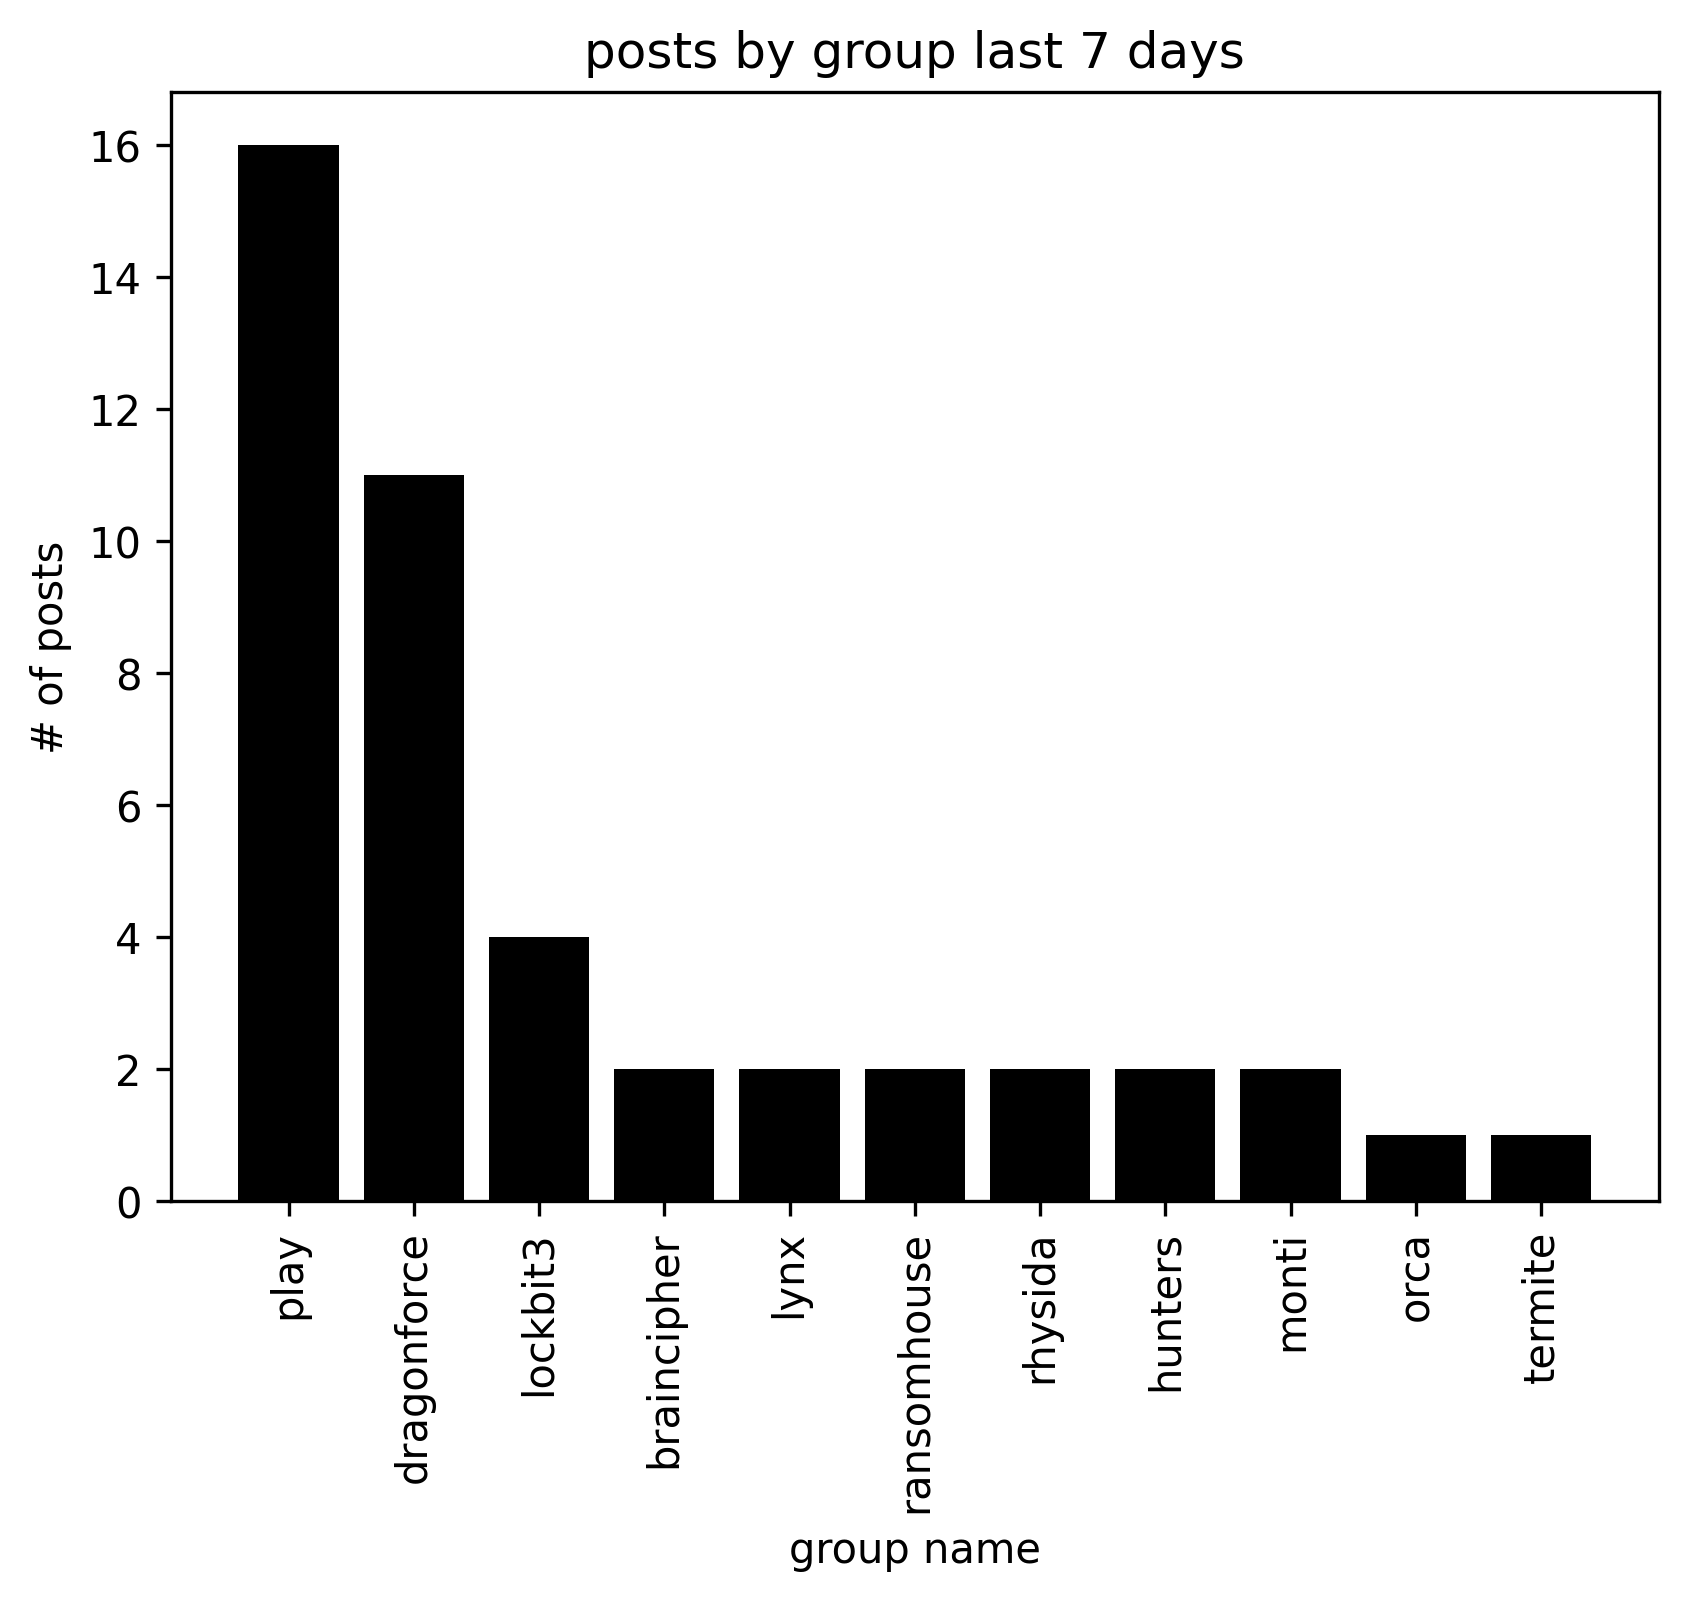 posts by group last 7 days
16
14
12
10
8
6
4
2
0
# of posts
play
dragonforce
lockbit3
braincipher
lynx
ransomhouse
rhysida
hunters
monti
orca
termite
group name